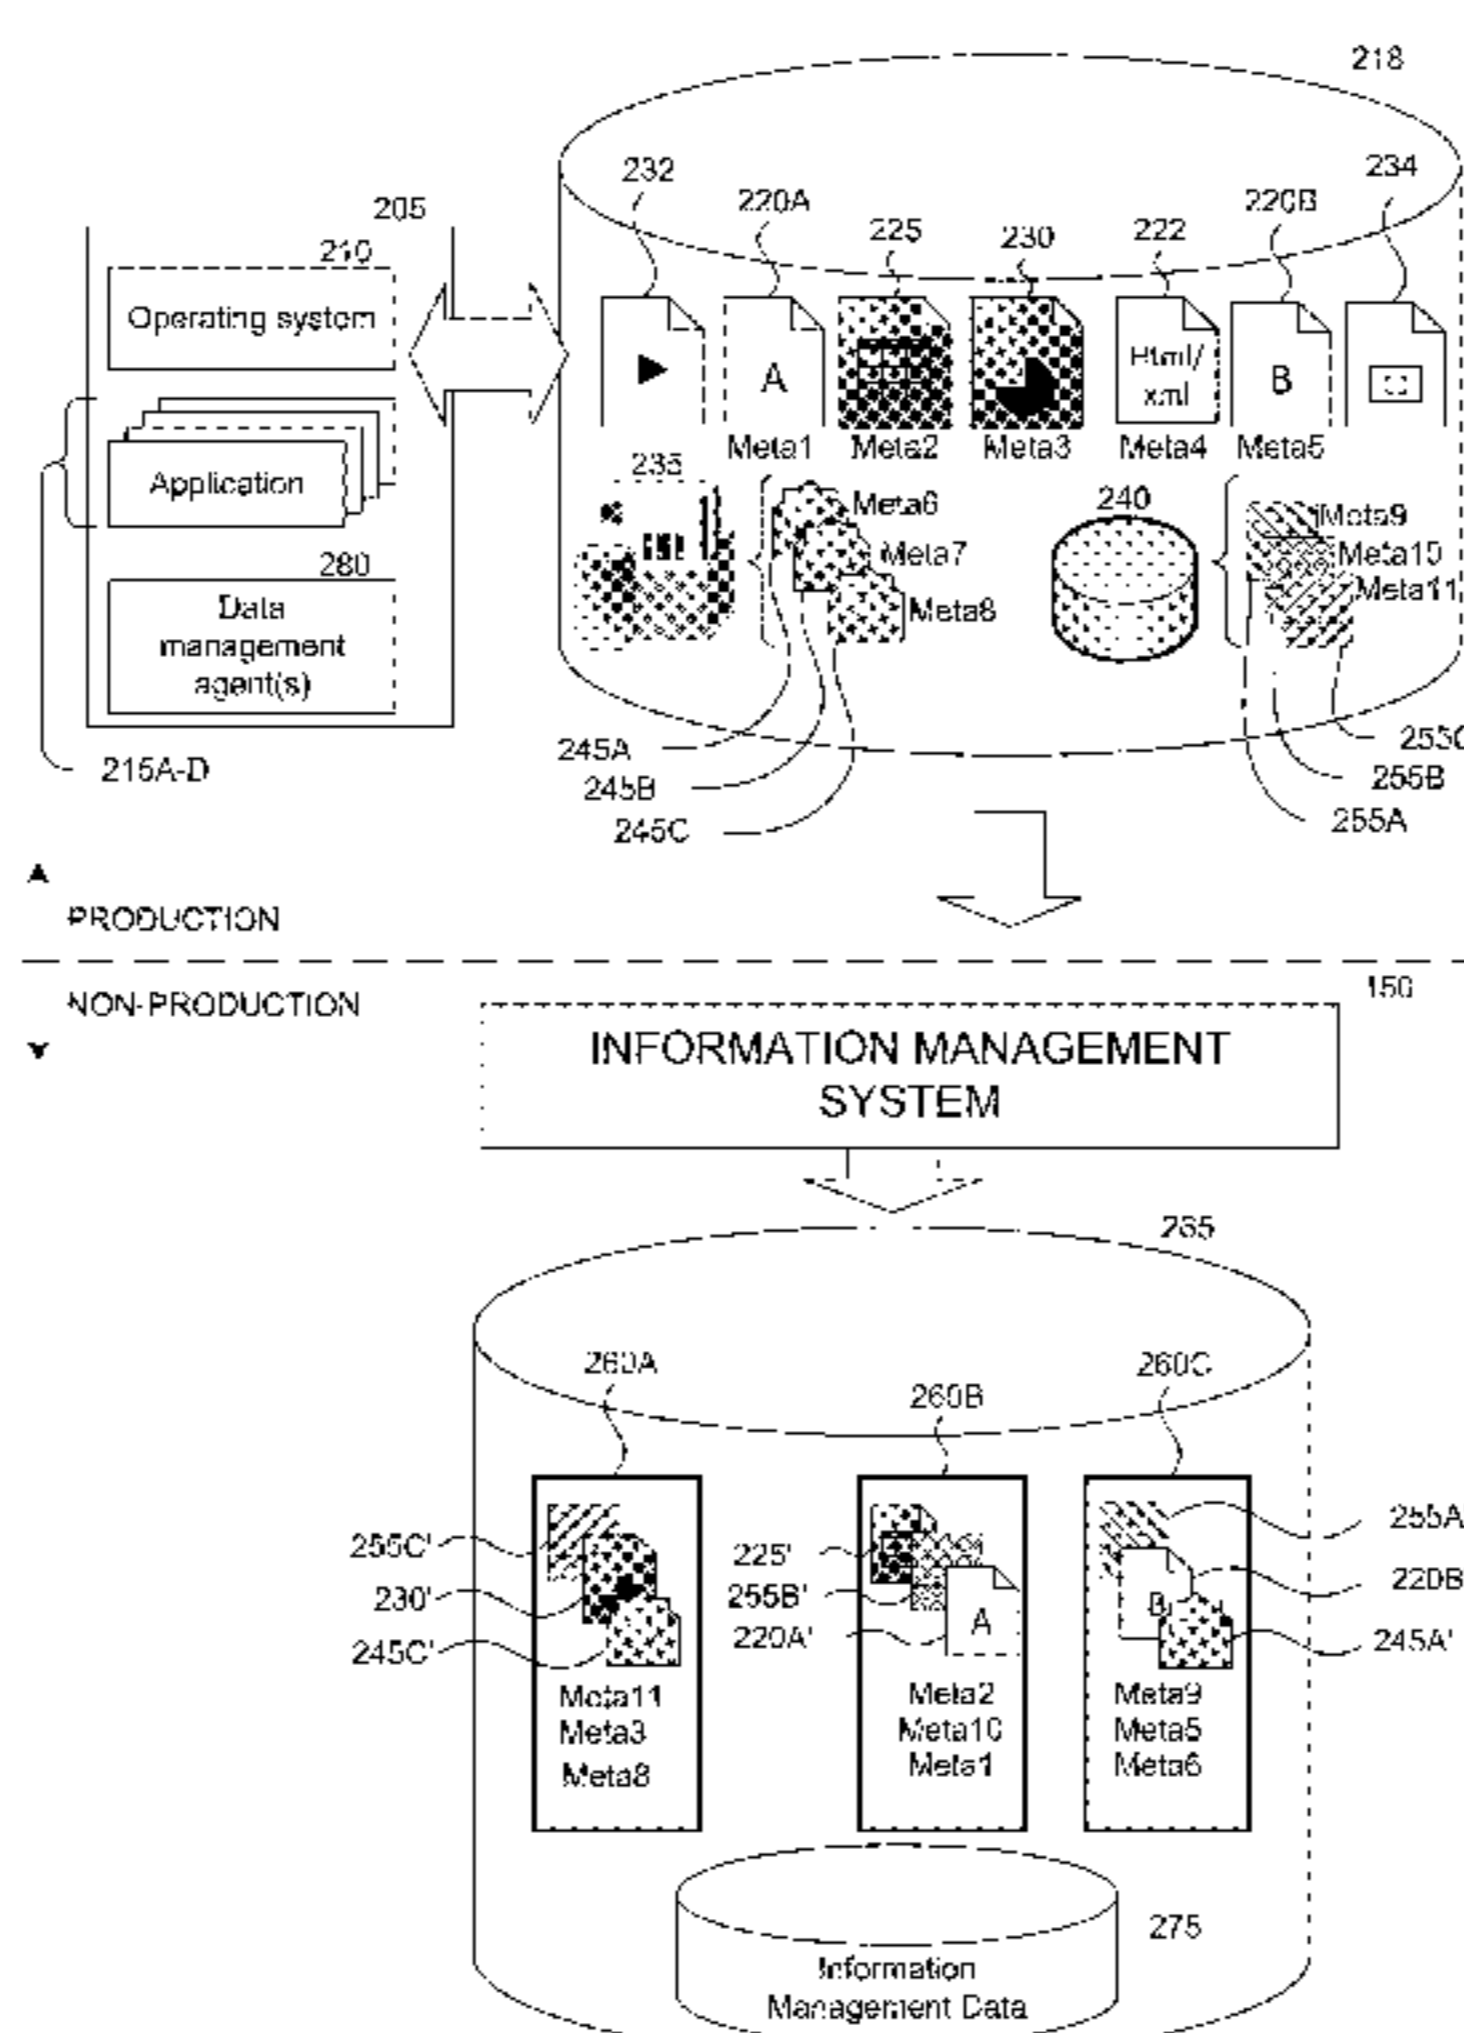 218
232
234
220A
220B
205
225
230
222
210
Operating system
A
Html/
xml
B
Meta1
Meta2
Meta3
Meta4
Meta5
235
Application
Meta6
240
Meta9
Meta7
Meta10
280
Meta8
Meta11
Data
management
agent(s)
245A
255C
215A-D
245B
255B
245C
255A
PRODUCTION
NON-PRODUCTION
150
INFORMATION MANAGEMENT
SYSTEM
265
260A
260B
260C
255C'
225'
255A
230'
255B'
220B
245C'
220A'
A
B
245A'
Meta11
Meta3
Meta8
Meta2
Meta10
Meta1
Meta9
Meta5
Meta6
275
Information
Management Data